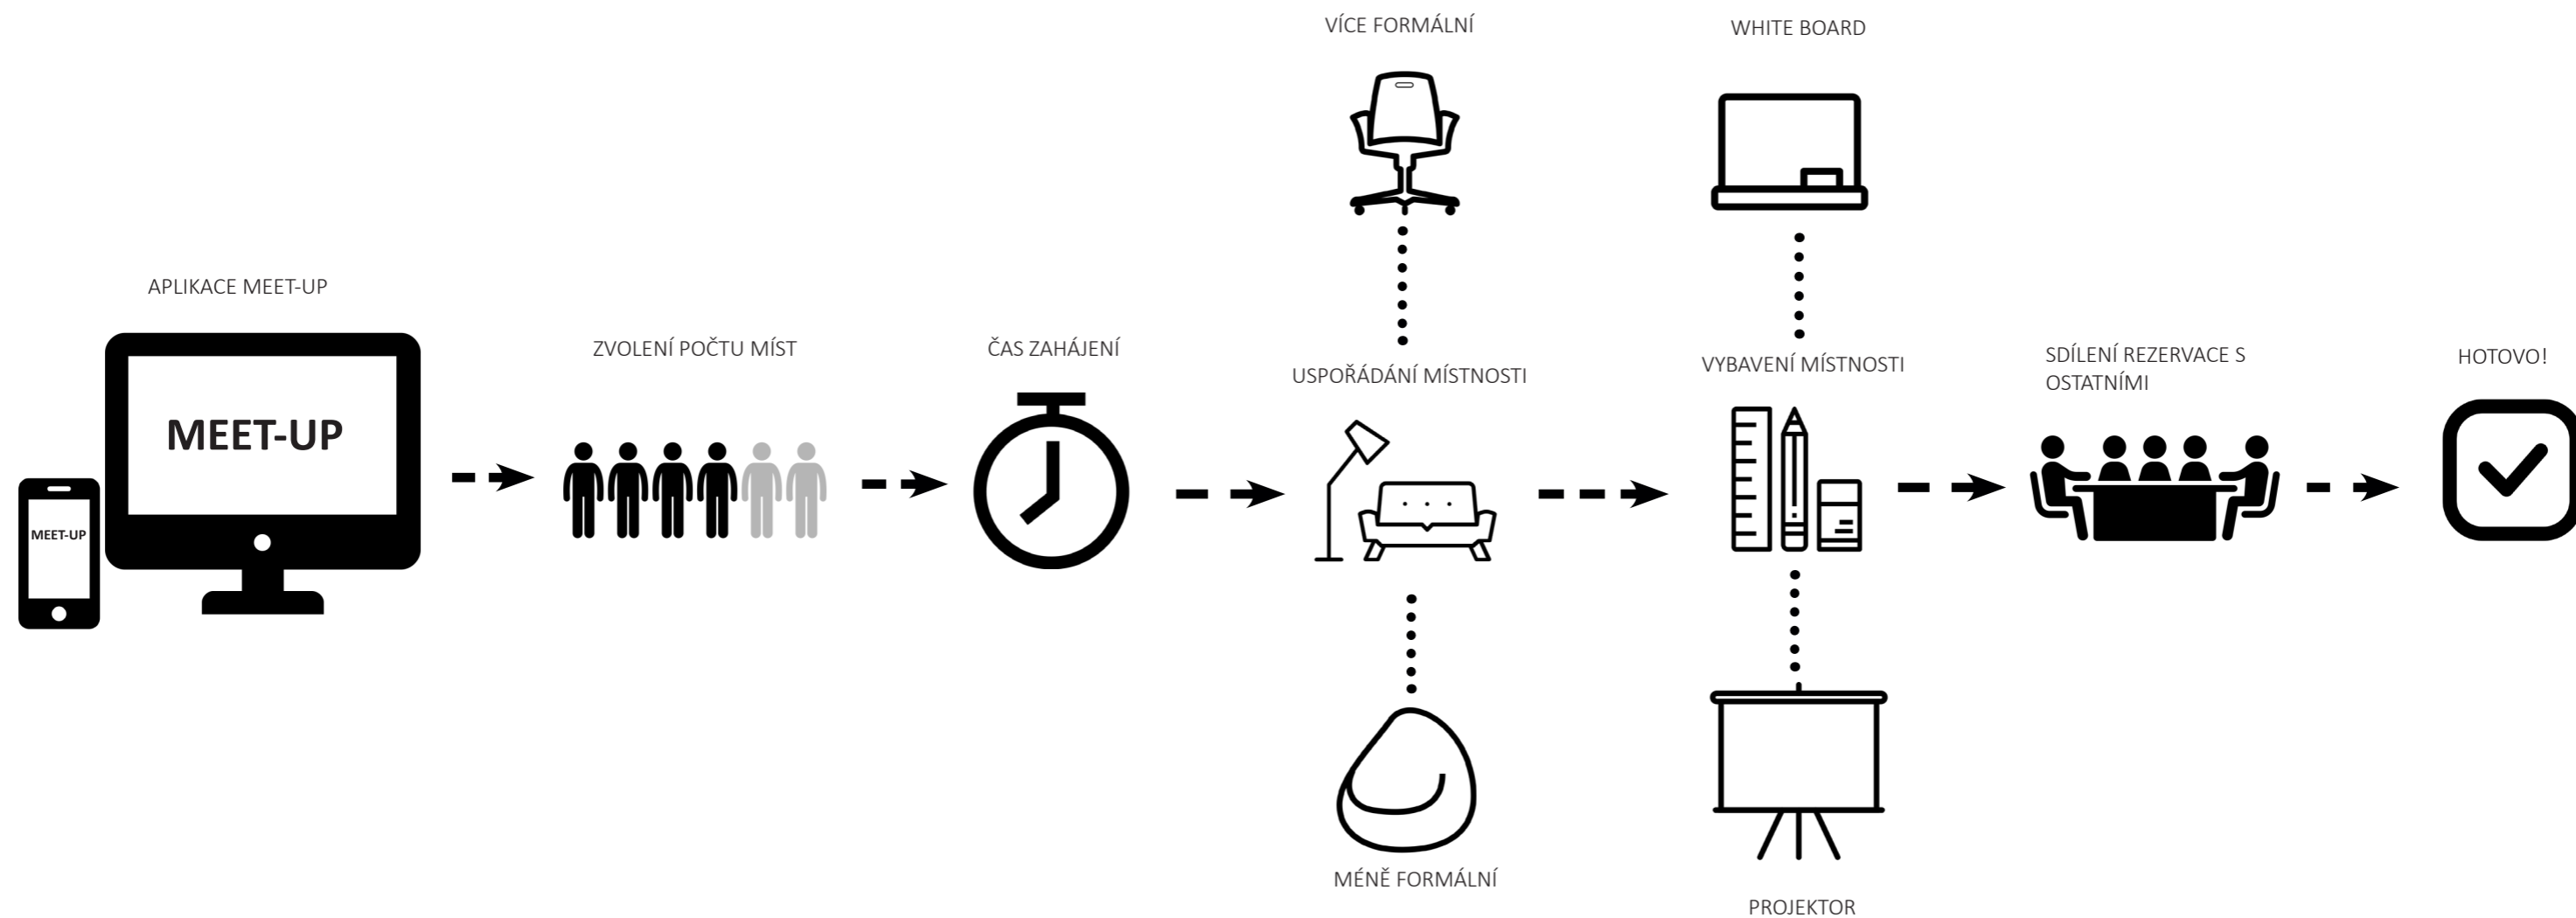 VÍCE FORMÁLNÍ
WHITE BOARD
APLIKACE MEET-UP
MEET-UP
MEET-UP
ZVOLENÍ POČTU MÍST
ČAS ZAHÁJENÍ
USPOŘÁDÁNÍ MÍSTNOSTI
VYBAVENÍ MÍSTNOSTI
SDÍLENÍ REZERVACE S
OSTATNÍMI
HOTOVO!
MÉNĚ FORMÁLNÍ
PROJEKTOR